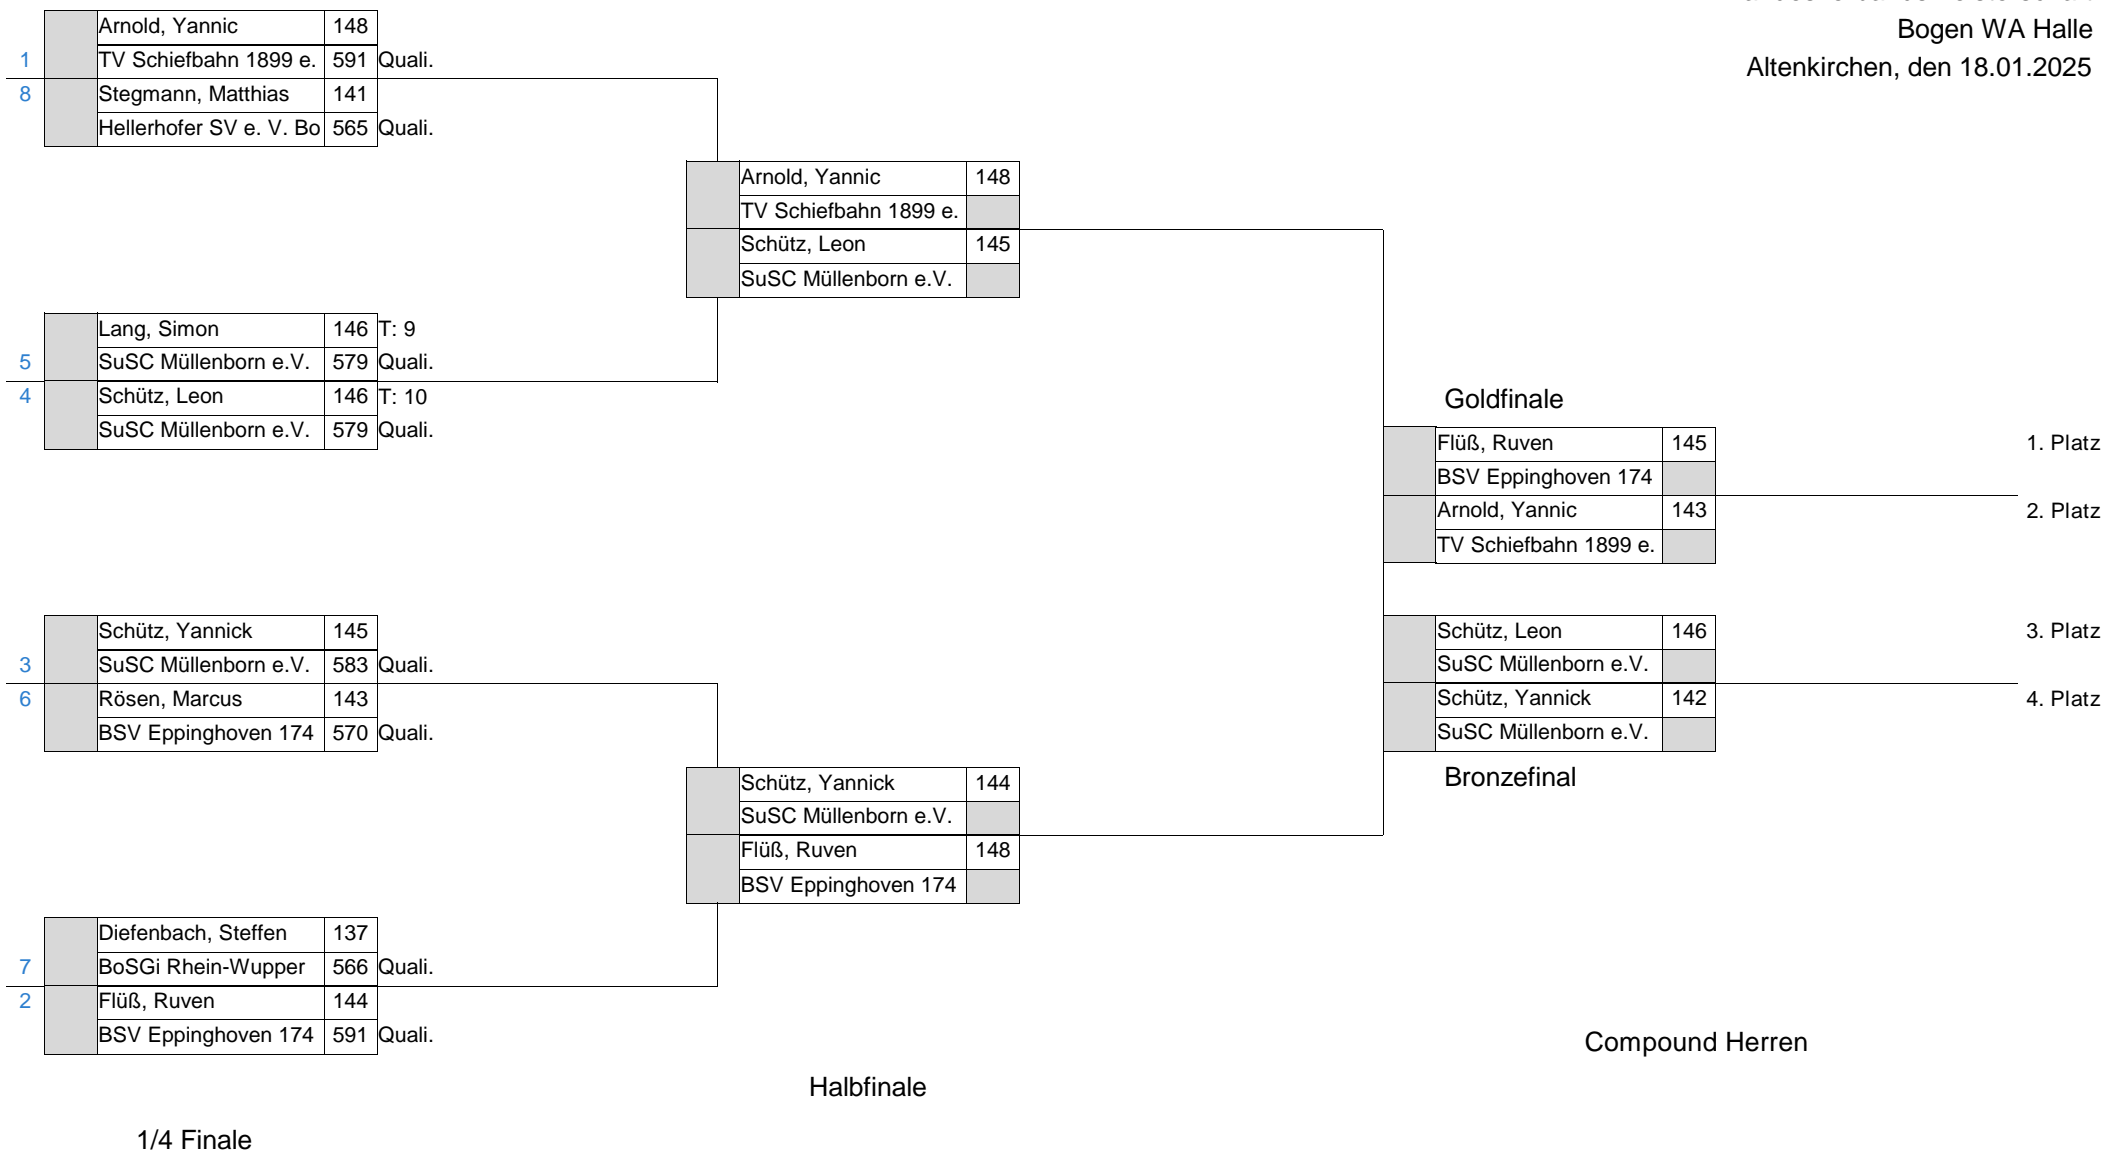 Bogen WA Halle
Altenkirchen, den 18.01.2025
Arnold, Yannic 148
1 TV Schiefbahn 1899 e. 591 Quali.
8 Stegmann, Matthias 141
Hellerhofer SV e. V. Bo 565 Quali.
Arnold, Yannic 148
TV Schiefbahn 1899 e.
Schütz, Leon 145
SuSC Müllenborn e.V.
Lang, Simon 146 T: 9
5 SuSC Müllenborn e.V. 579 Quali.
4 Schütz, Leon 146 T: 10
SuSC Müllenborn e.V. 579 Quali.
Goldfinale
Flüß, Ruven 145 1. Platz
BSV Eppinghoven 174
Arnold, Yannic 143 2. Platz
TV Schiefbahn 1899 e.
Schütz, Yannick 145
3 SuSC Müllenborn e.V. 583 Quali.
6 Rösen, Marcus 143
BSV Eppinghoven 174 570 Quali.
Schütz, Leon 146 3. Platz
SuSC Müllenborn e.V.
Schütz, Yannick 142 4. Platz
SuSC Müllenborn e.V.
Bronzefinal
Schütz, Yannick 144
SuSC Müllenborn e.V.
Flüß, Ruven 148
BSV Eppinghoven 174
Diefenbach, Steffen 137
7 BoSGi Rhein-Wupper 566 Quali.
2 Flüß, Ruven 144
BSV Eppinghoven 174 591 Quali.
Compound Herren
Halbfinale
1/4 Finale